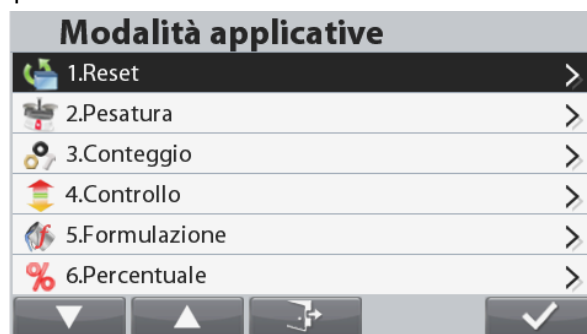 Modalità applicative
1.Reset
2.Pesatura
3.Conteggio
4.Controllo
5.Formulazione
6.Percentuale